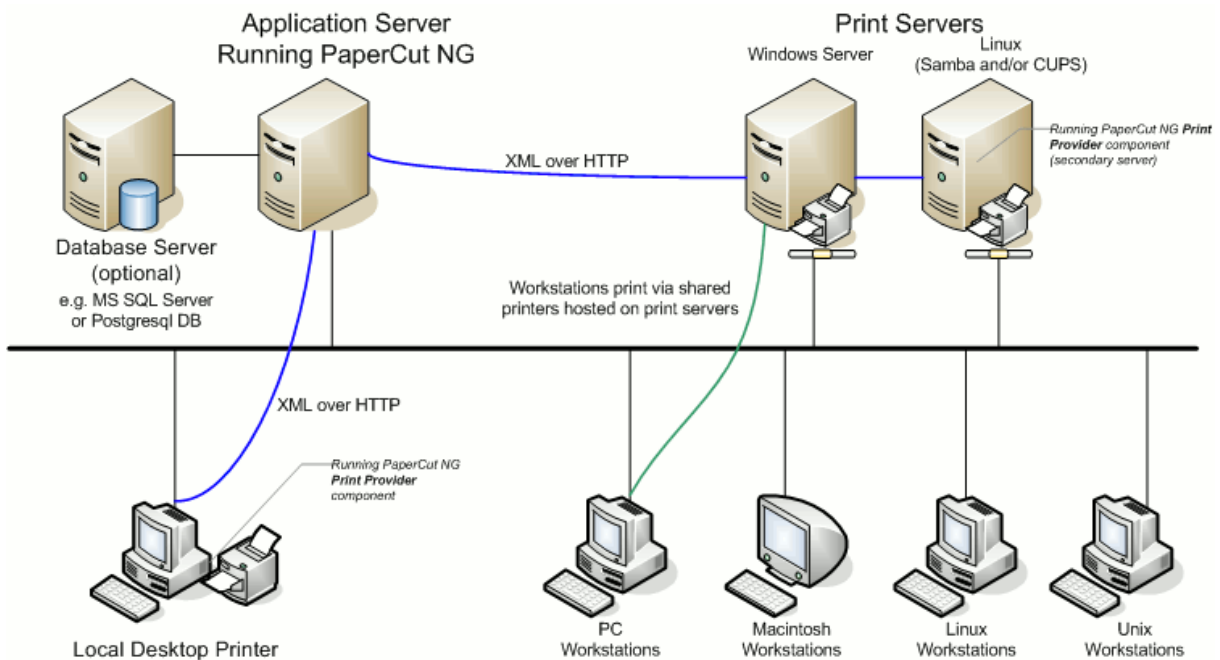 Application Server
Running PaperCut NG
Print Servers
Windows Server
Linux
(Samba and/or CUPS)
Running PaperCut NG Print
Provider component
(secondary server)
XML over HTTP
Database Server
(optional)
e.g. MS SQL Server
or Postgresql DB
Workstations print via shared
printers hosted on print servers
XML over HTTP
Running PaperCut NG
Print Provider
component
Local Desktop Printer
PC
Workstations
Macintosh
Workstations
Linux
Workstations
Unix
Workstations